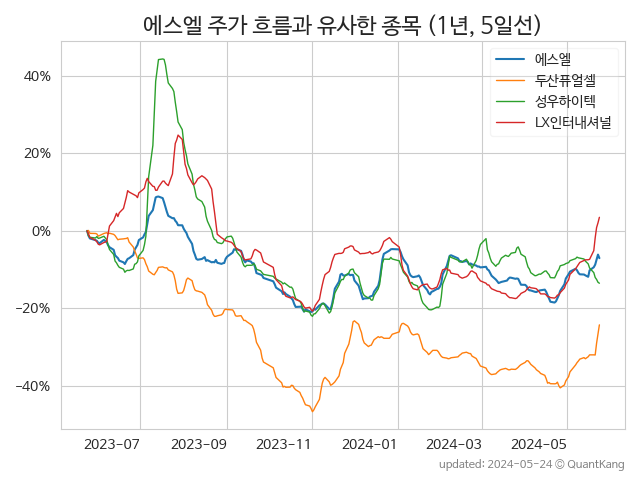 에스엘 주가 흐름과 유사한 종목 (1년, 5일선)
에스엘
두산퓨얼셀
성우하이텍
LX인터내셔널
40%
20%
0%
−20%
−40%
2023-07
2023-09
2023-11
2024-01
2024-03
2024-05
updated: 2024-05-24 © QuantKang